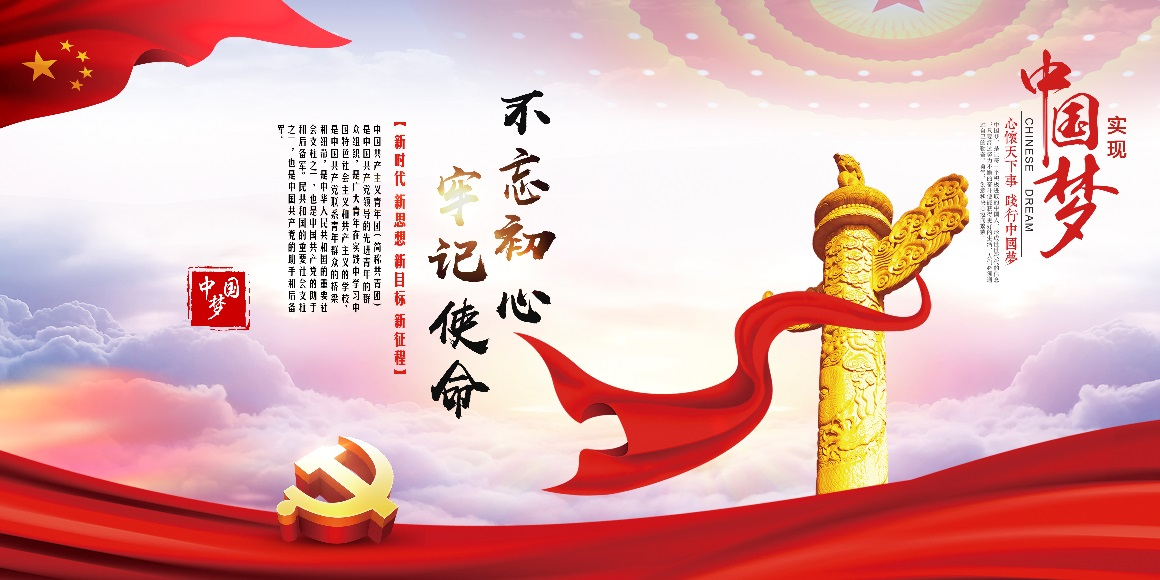 实现
中国梦
CHINESE DREAM
心怀天下事 践行中國夢
不忘初心
牢记使命
【新时代 新思想 新目标 新征程】
中国共产主义青年团（简称共青团）
是中国共产党领导的先进青年的群
众组织，是广大青年在实践中学习中
国特色社会主义和共产主义的学校，
是中国共产党联系青年群众的桥梁
和纽带，是中华人民共和国的重要社
会支柱之一，也是中国共产党的助手
和后备军。民共和国的重要社会支柱
之一，也是中国共产党的助手和后备
军。
中国
梦